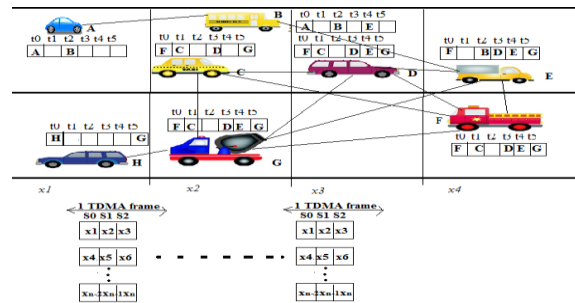 A
B
t0 t1 t2 t3 t4 t5
A B
t0 t1 t2 t3 t4 t5
F C D G
t0 t1 t2 t3 t4 t5
A B E
t0 t1 t2 t3 t4 t5
F C D E G
t0 t1 t2 t3 t4 t5
F B D E G
C
D
E
t0 t1 t2 t3 t4 t5
H G
t0 t1 t2 t3 t4 t5
F C D E G
F
t0 t1 t2 t3 t4 t5
F C D E G
H
G
x1 x2 x3 x4
1 TDMA frame 1 TDMA frame
S0 S1 S2 S0 S1 S2
x1 x2 x3 x1 x2 x3
x4 x5 x6 x4 x5 x6